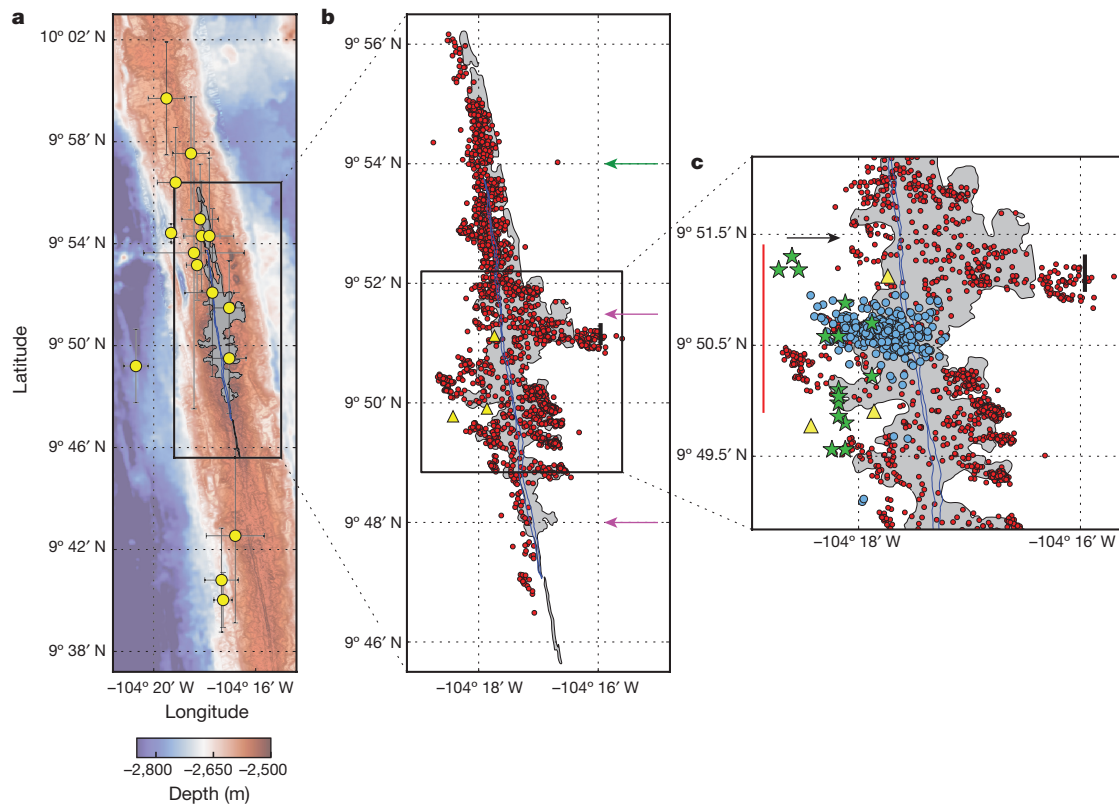 a
10° 02′ N
9° 58′ N
9° 54′ N
9° 50′ N
9° 46′ N
9° 42′ N
9° 38′ N
Latitude
−104° 20′ W
−104° 16′ W
Longitude
−2,800
−2,650
−2,500
Depth (m)
b
9° 56′ N
9° 54′ N
9° 52′ N
9° 50′ N
9° 48′ N
9° 46′ N
−104° 18′ W
−104° 16′ W
c
9° 51.5′ N
9° 50.5′ N
9° 49.5′ N
−104° 18′ W
−104° 16′ W